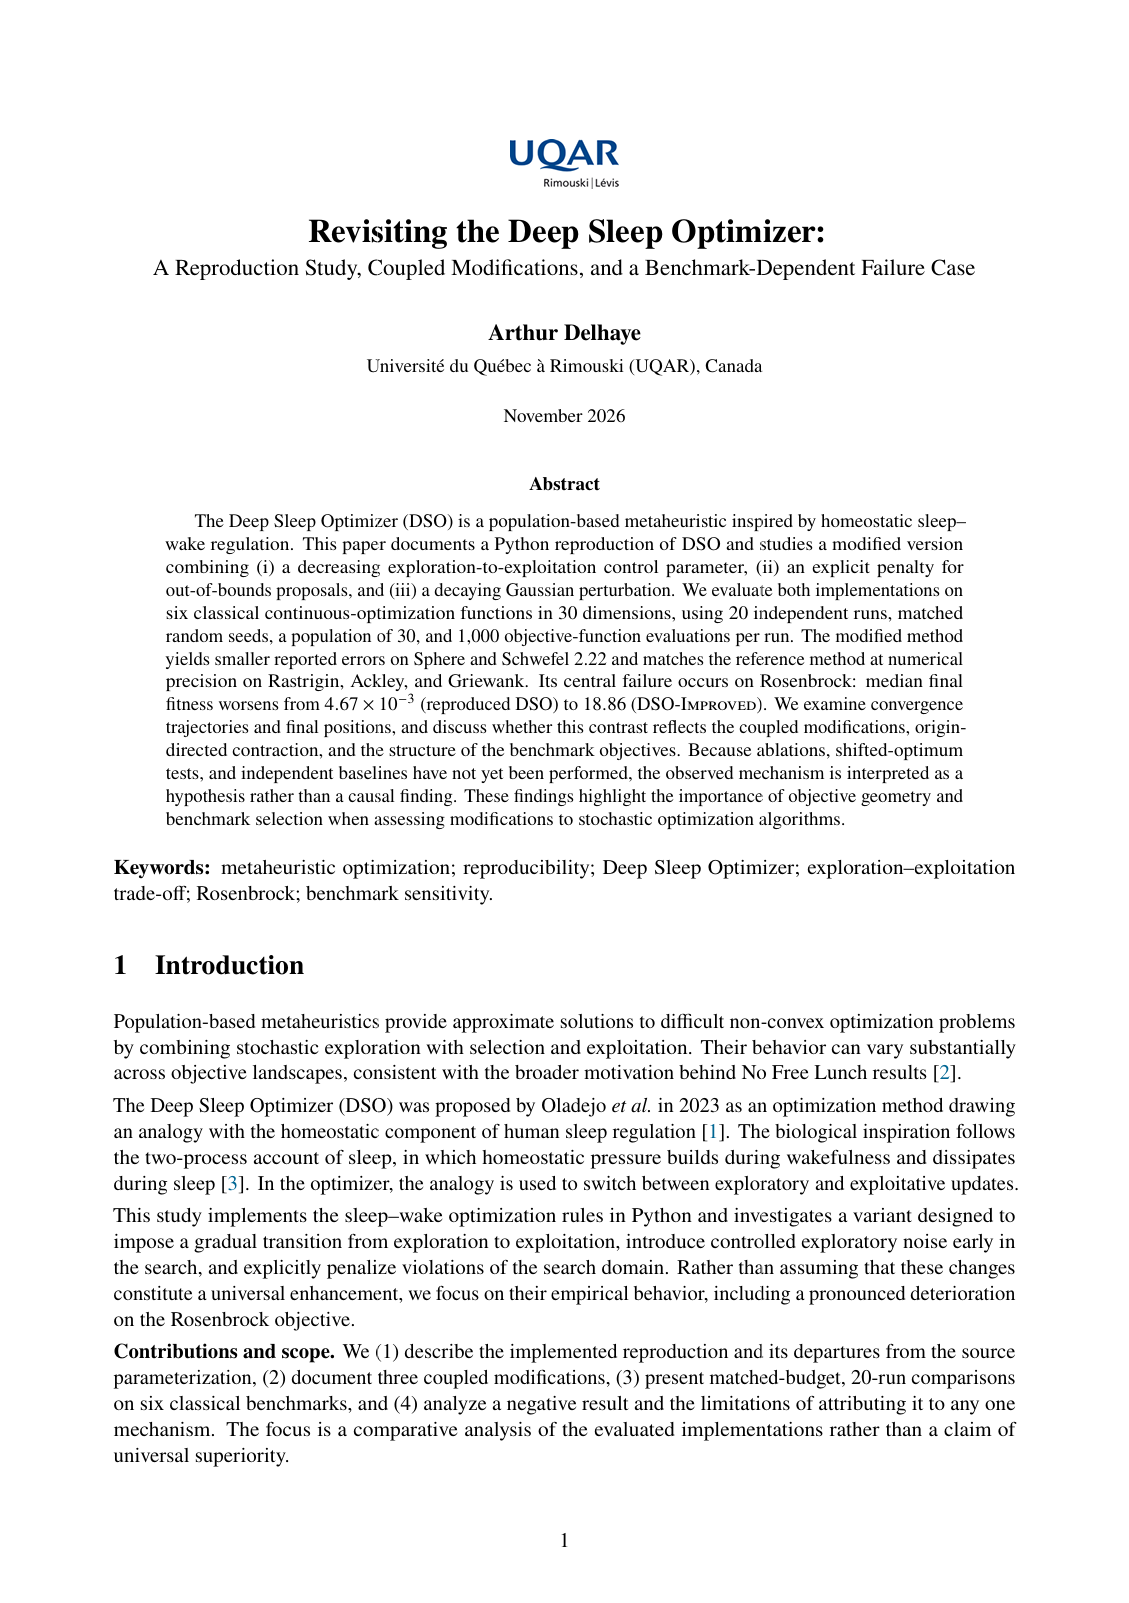 UQAR
Rimouski|Lévis
Revisiting the Deep Sleep Optimizer:
A Reproduction Study, Coupled Modifications, and a Benchmark-Dependent Failure Case
Arthur Delhaye
Université du Québec à Rimouski (UQAR), Canada
November 2026
Abstract
The Deep Sleep Optimizer (DSO) is a population-based metaheuristic inspired by homeostatic sleep–
wake regulation. This paper documents a Python reproduction of DSO and studies a modified version
combining (i) a decreasing exploration-to-exploitation control parameter, (ii) an explicit penalty for
out-of-bounds proposals, and (iii) a decaying Gaussian perturbation. We evaluate both implementations on
six classical continuous-optimization functions in 30 dimensions, using 20 independent runs, matched
random seeds, a population of 30, and 1,000 objective-function evaluations per run. The modified method
yields smaller reported errors on Sphere and Schwefel 2.22 and matches the reference method at numerical
precision on Rastrigin, Ackley, and Griewank. Its central failure occurs on Rosenbrock: median final
fitness worsens from 4.67 × 10⁻³ (reproduced DSO) to 18.86 (DSO-Improved). We examine convergence
trajectories and final positions, and discuss whether this contrast reflects the coupled modifications, origin-
directed contraction, and the structure of the benchmark objectives. Because ablations, shifted-optimum
tests, and independent baselines have not yet been performed, the observed mechanism is interpreted as a
hypothesis rather than a causal finding. These findings highlight the importance of objective geometry and
benchmark selection when assessing modifications to stochastic optimization algorithms.
Keywords: metaheuristic optimization; reproducibility; Deep Sleep Optimizer; exploration–exploitation
trade-off; Rosenbrock; benchmark sensitivity.
1 Introduction
Population-based metaheuristics provide approximate solutions to difficult non-convex optimization problems
by combining stochastic exploration with selection and exploitation. Their behavior can vary substantially
across objective landscapes, consistent with the broader motivation behind No Free Lunch results [2].
The Deep Sleep Optimizer (DSO) was proposed by Oladejo et al. in 2023 as an optimization method drawing
an analogy with the homeostatic component of human sleep regulation [1]. The biological inspiration follows
the two-process account of sleep, in which homeostatic pressure builds during wakefulness and dissipates
during sleep [3]. In the optimizer, the analogy is used to switch between exploratory and exploitative updates.
This study implements the sleep–wake optimization rules in Python and investigates a variant designed to
impose a gradual transition from exploration to exploitation, introduce controlled exploratory noise early in
the search, and explicitly penalize violations of the search domain. Rather than assuming that these changes
constitute a universal enhancement, we focus on their empirical behavior, including a pronounced deterioration
on the Rosenbrock objective.
Contributions and scope. We (1) describe the implemented reproduction and its departures from the source
parameterization, (2) document three coupled modifications, (3) present matched-budget, 20-run comparisons
on six classical benchmarks, and (4) analyze a negative result and the limitations of attributing it to any one
mechanism. The focus is a comparative analysis of the evaluated implementations rather than a claim of
universal superiority.
1